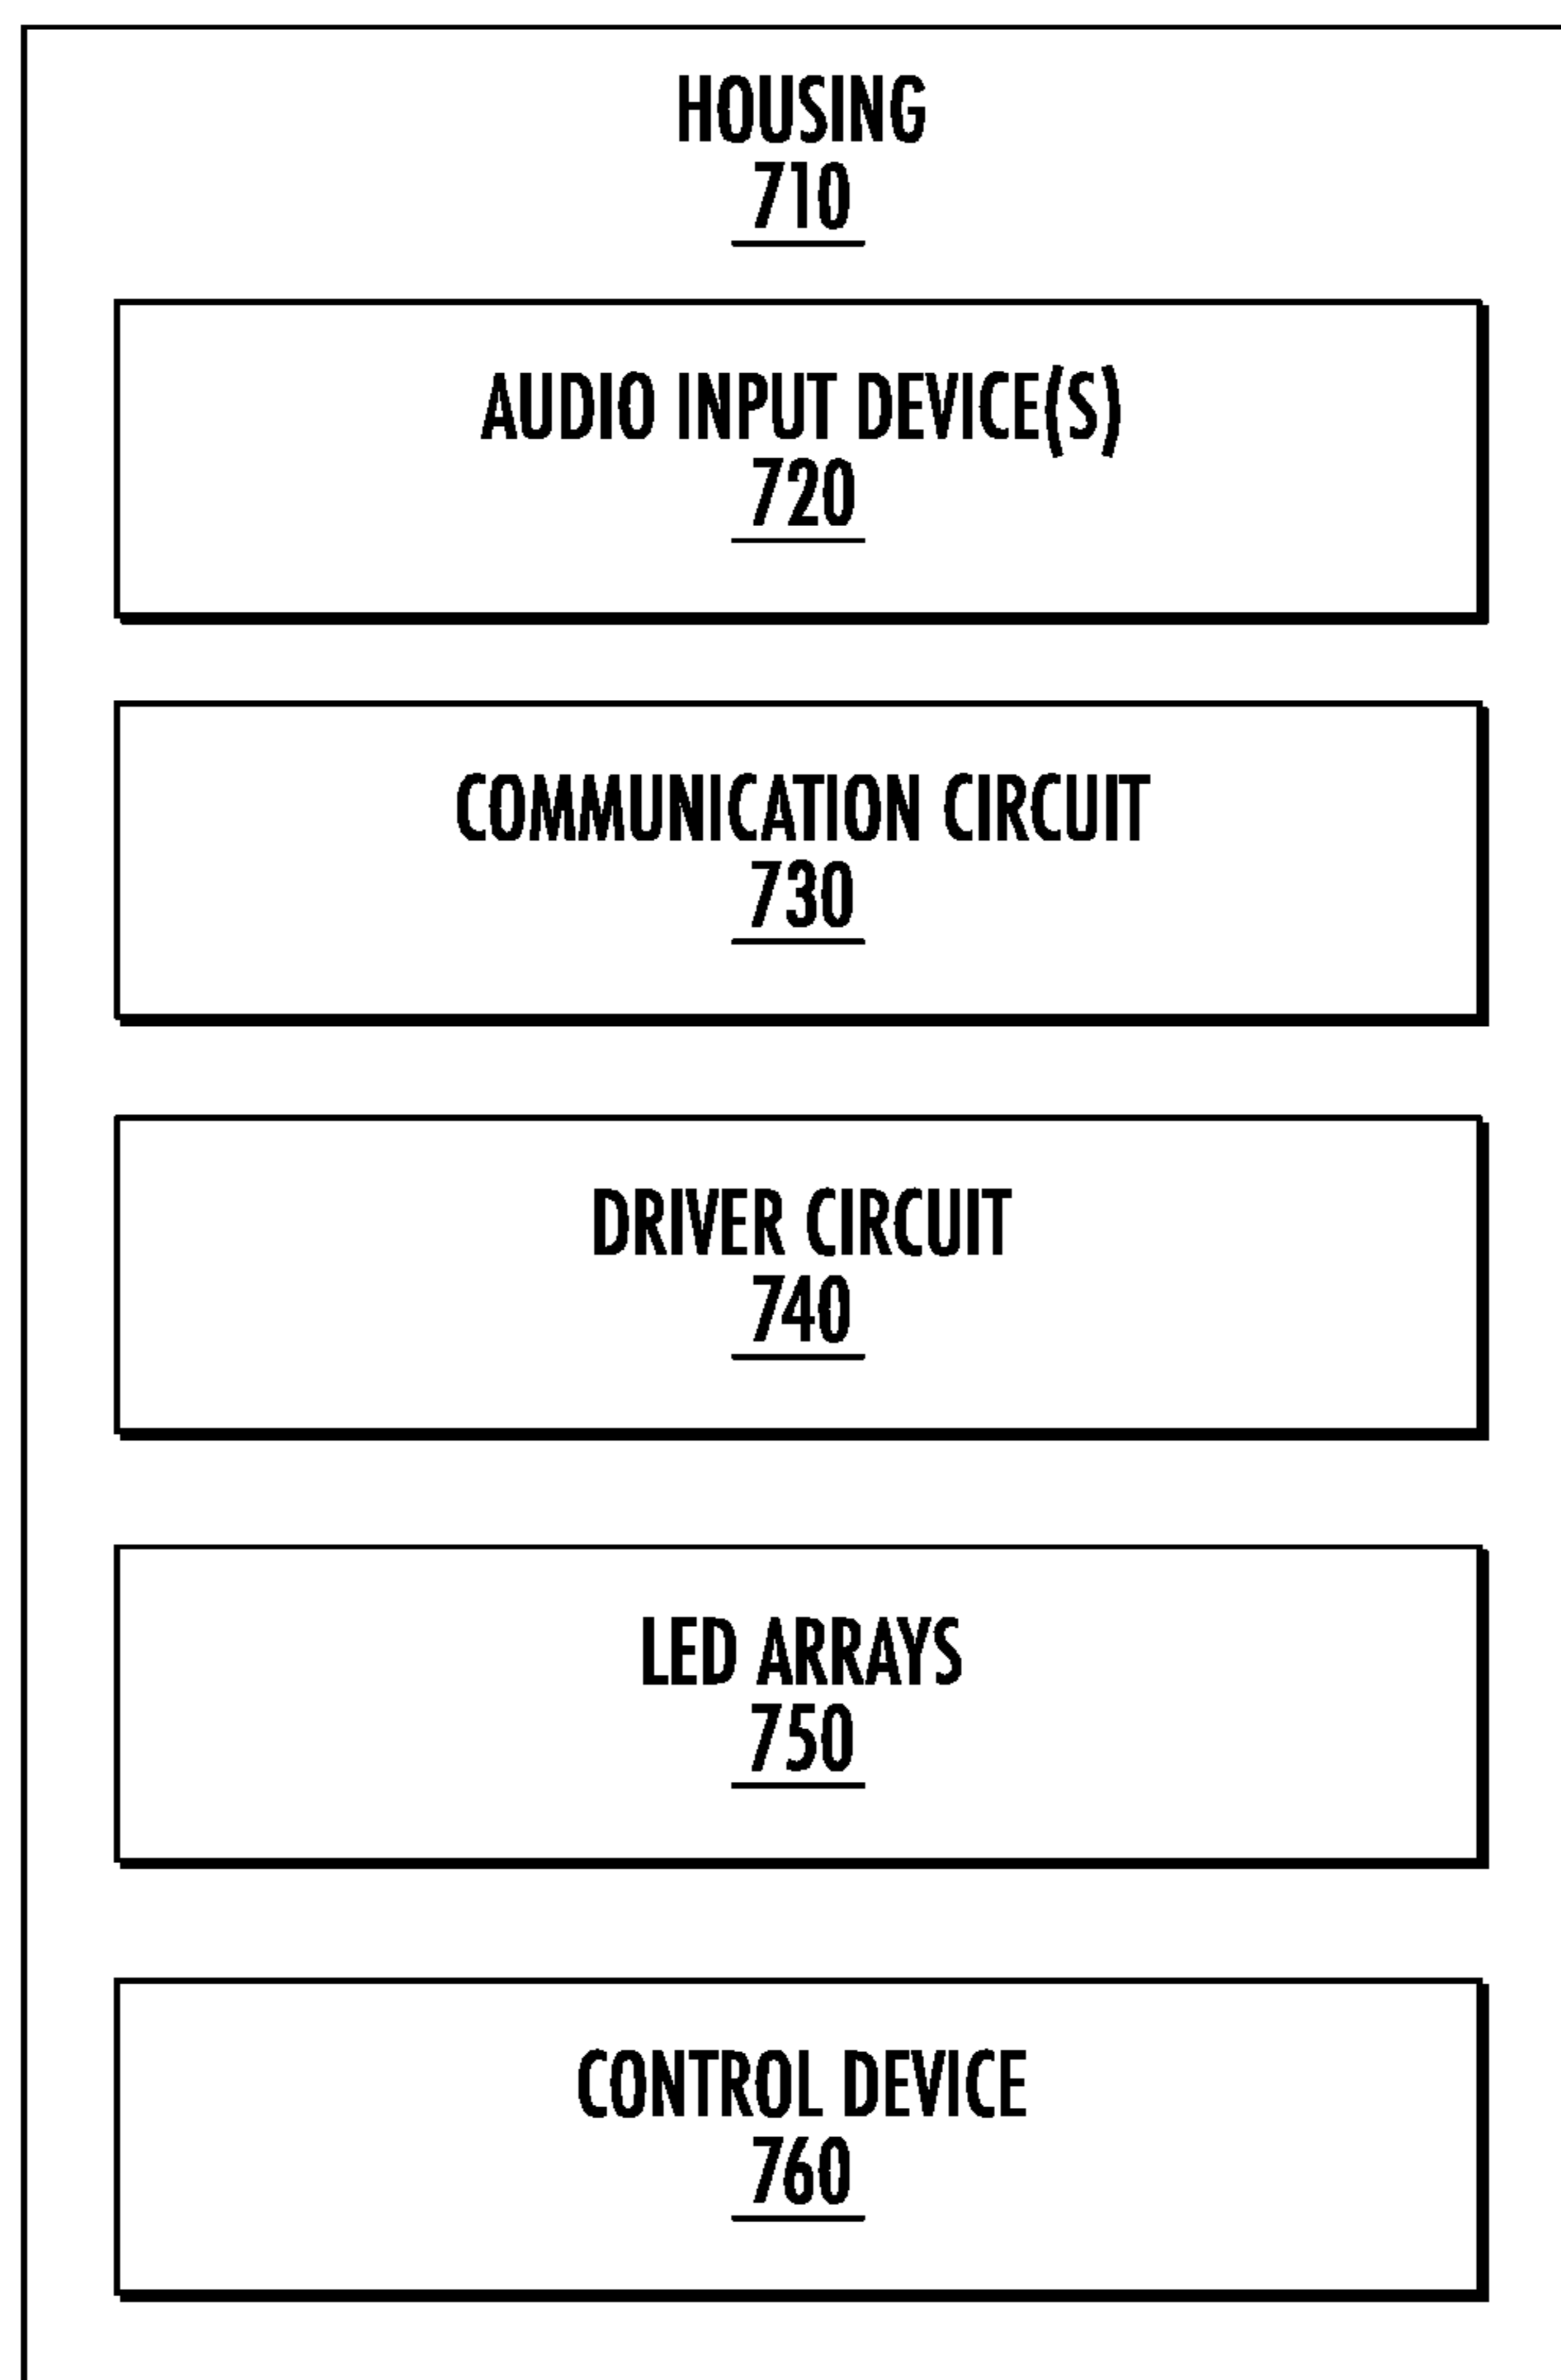 HOUSING
710
AUDIO INPUT DEVICE(S)
720
COMMUNICATION CIRCUIT
730
DRIVER CIRCUIT
740
LED ARRAYS
750
CONTROL DEVICE
760